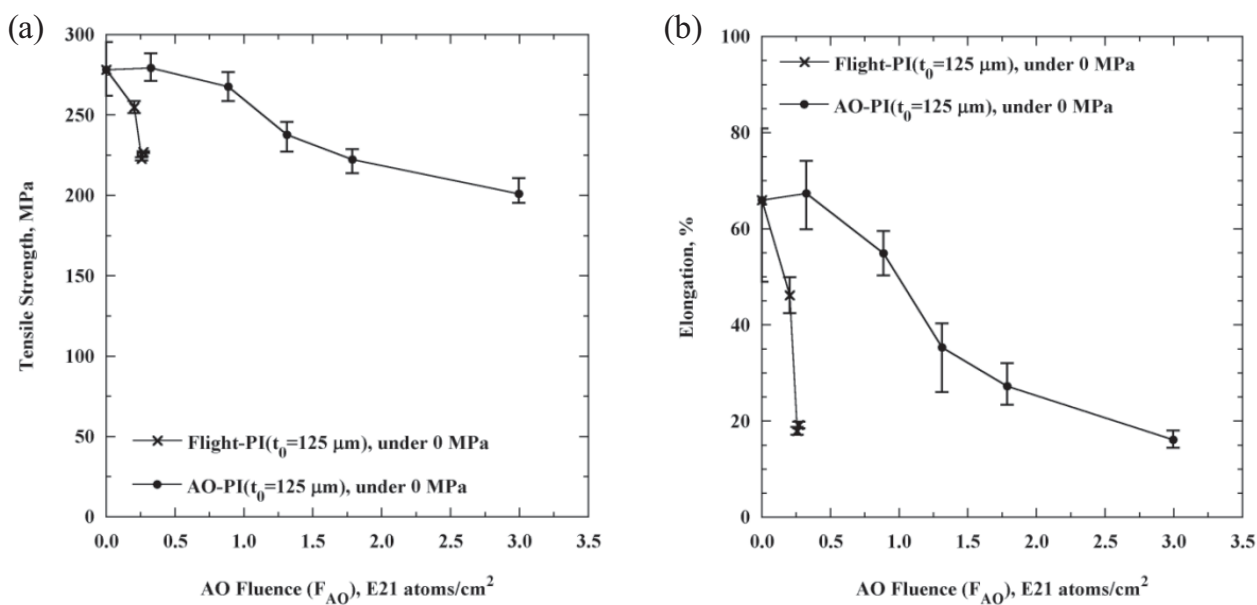 (a)
300
250
200
150
100
50
0
Tensile Strength, MPa
Flight-PI(t₀=125 μm), under 0 MPa
AO-PI(t₀=125 μm), under 0 MPa
0.0 0.5 1.0 1.5 2.0 2.5 3.0 3.5
AO Fluence (F_AO), E21 atoms/cm²
(b)
100
80
60
40
20
0
Elongation, %
Flight-PI(t₀=125 μm), under 0 MPa
AO-PI(t₀=125 μm), under 0 MPa
0.0 0.5 1.0 1.5 2.0 2.5 3.0 3.5
AO Fluence (F_AO), E21 atoms/cm²